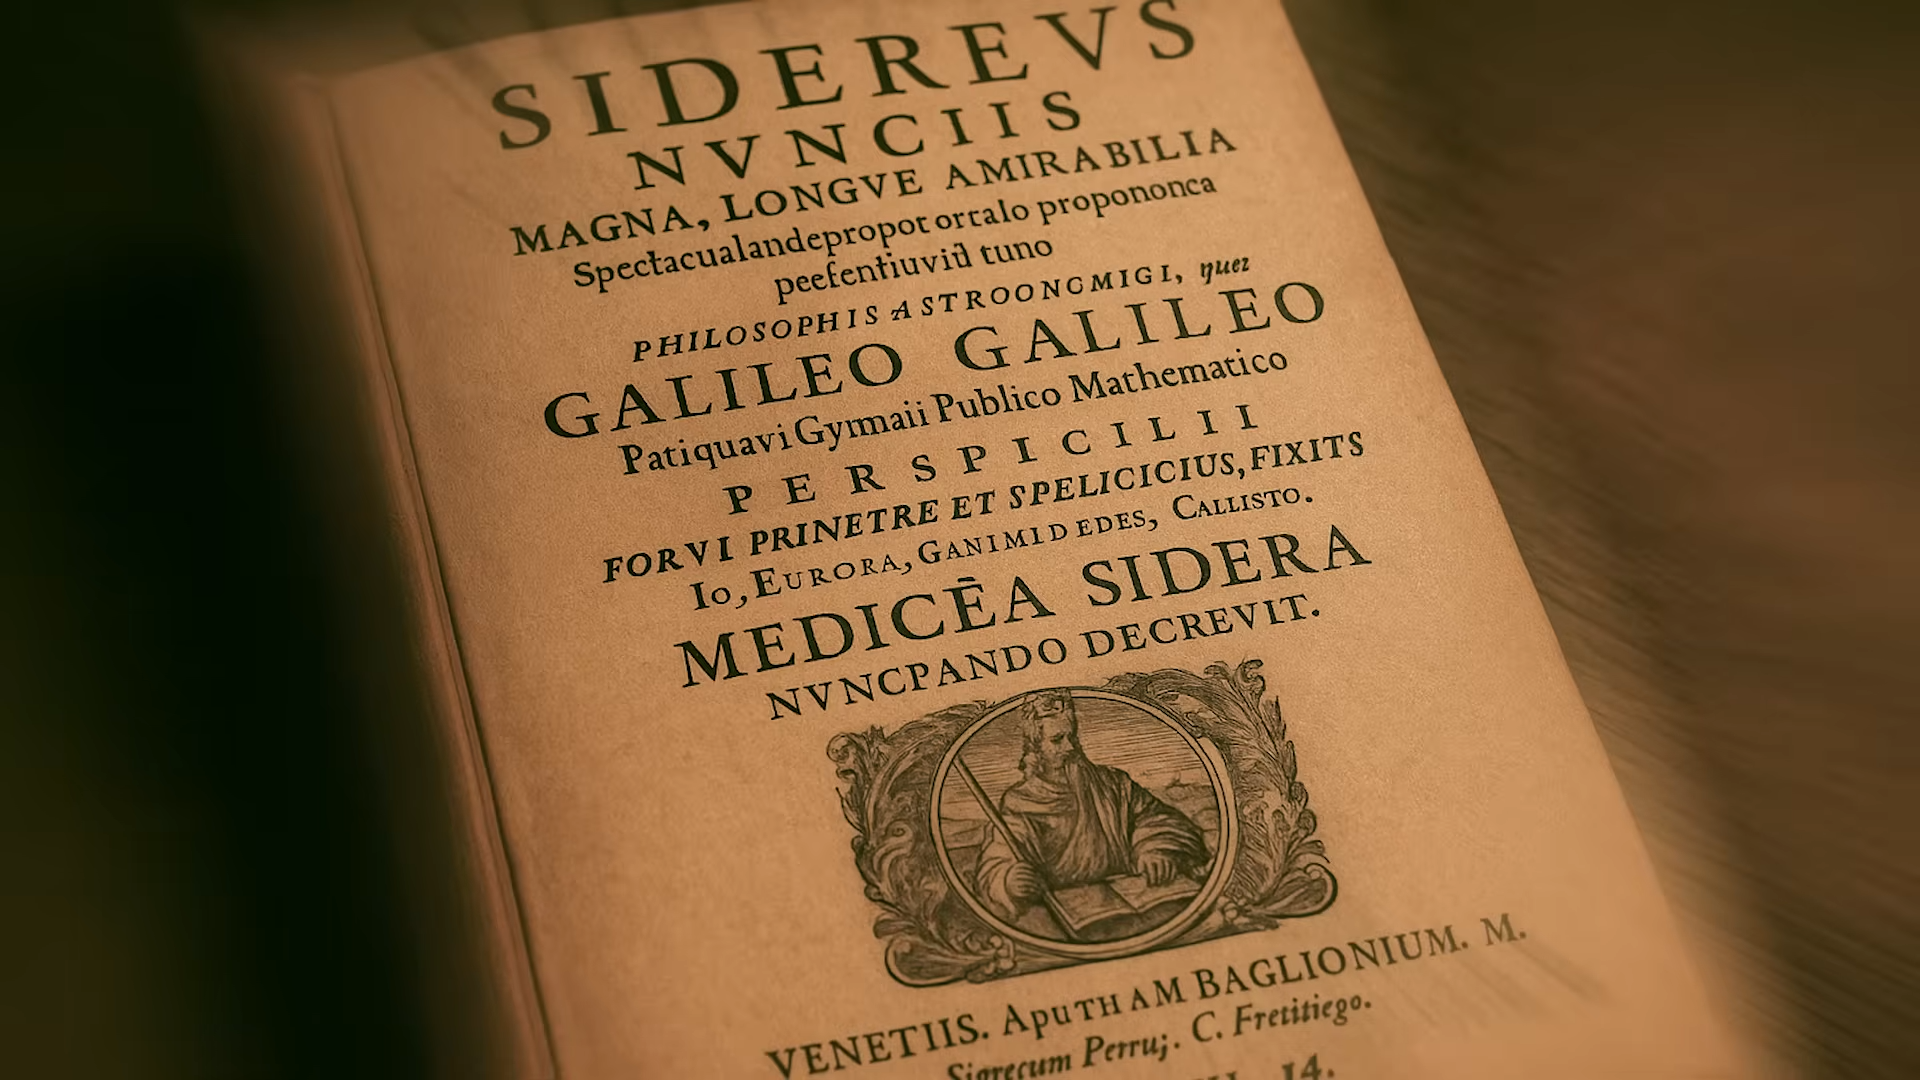 SIDEREVS
NVNCIIS
MAGNA, LONGVE AMIRABILIA
Spectacualandepropot ortalo propononca
peefentiuvid tuno
PHILOSOPHIS ASTROONGMIGI, quez
GALILEO GALILEO
Patiquavi Gymaii Publico Mathematico
PERSPICILII
FORVI PRINETRE ET SPELICICIUS, FIXITS
IO, EURORA, GANIMIDEDES, CALLISTO.
MEDICĒA SIDERA
NVNCPANDO DECREVIT.
VENETIIS. ApuTH AM BAGLIONIUM. M.
Sigrecum Perruj. C. Fretitiego.
14.